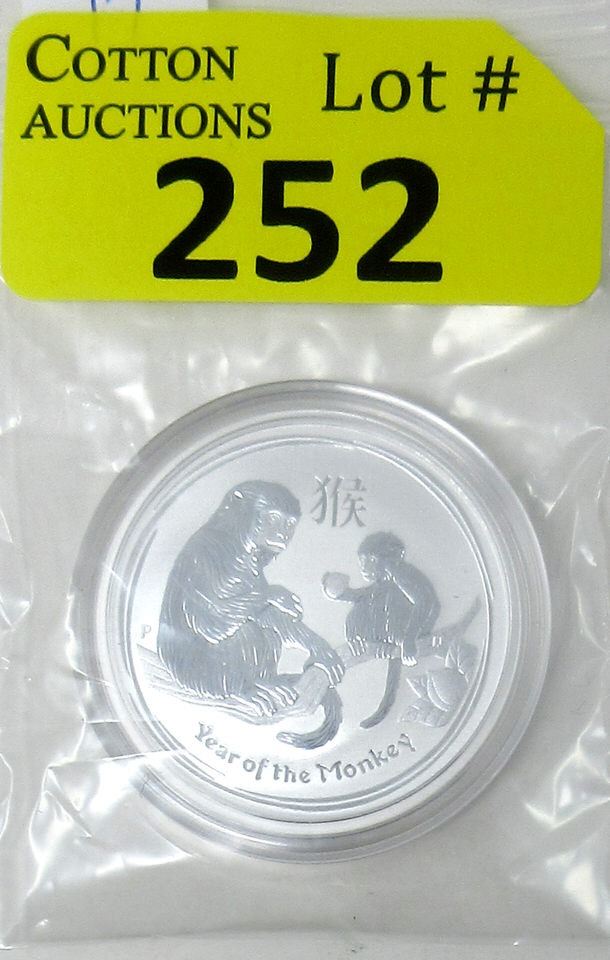 COTTON
AUCTIONS
Lot #
252
猴
P
Year of the Monkey